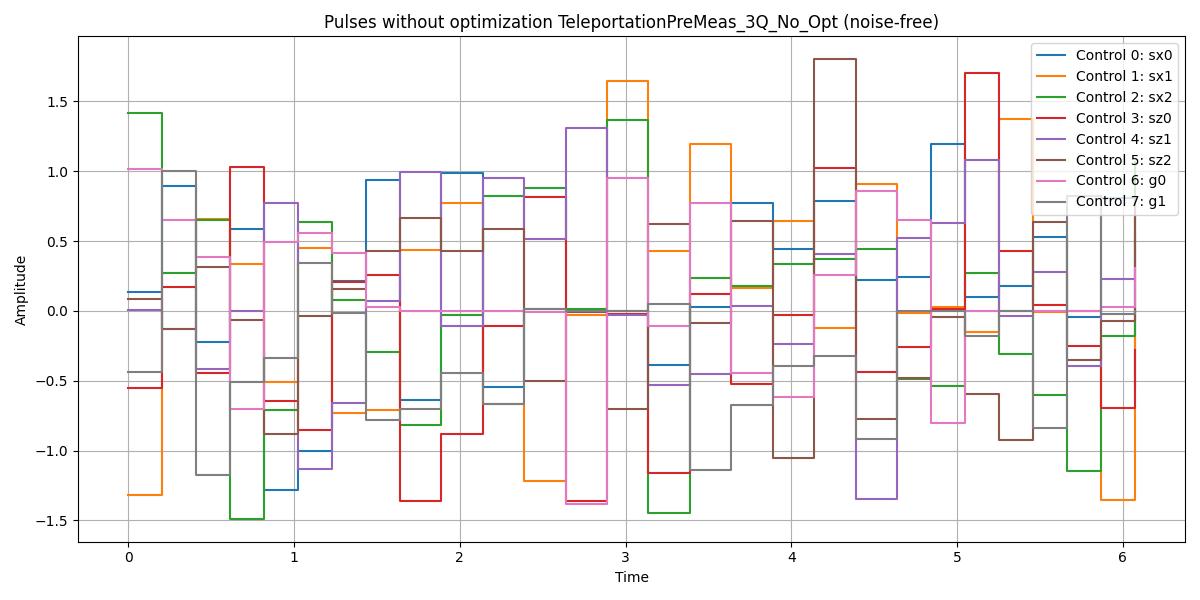 Pulses without optimization TeleportationPreMeas_3Q_No_Opt (noise-free)
Control 0: sx0
Control 1: sx1
Control 2: sx2
Control 3: sz0
Control 4: sz1
Control 5: sz2
Control 6: g0
Control 7: g1
Amplitude
1.5
1.0
0.5
0.0
−0.5
−1.0
−1.5
0 1 2 3 4 5 6
Time